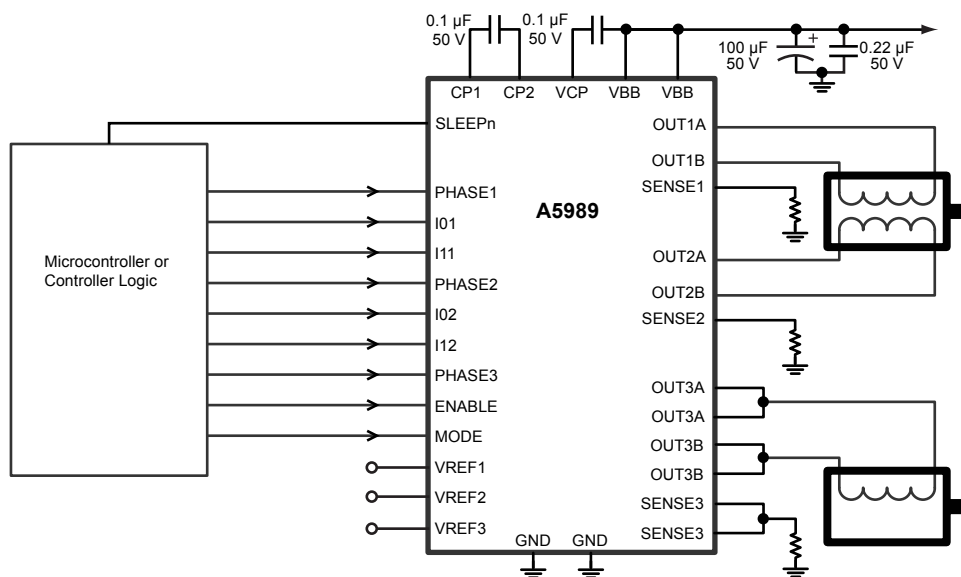 0.1 μF
50 V
0.1 μF
50 V
100 μF
50 V
+
0.22 μF
50 V
CP1
CP2
VCP
VBB
VBB
SLEEPn
OUT1A
OUT1B
SENSE1
A5989
Microcontroller or
Controller Logic
PHASE1
I01
I11
PHASE2
I02
I12
PHASE3
ENABLE
MODE
VREF1
VREF2
VREF3
OUT2A
OUT2B
SENSE2
OUT3A
OUT3A
OUT3B
OUT3B
SENSE3
SENSE3
GND
GND